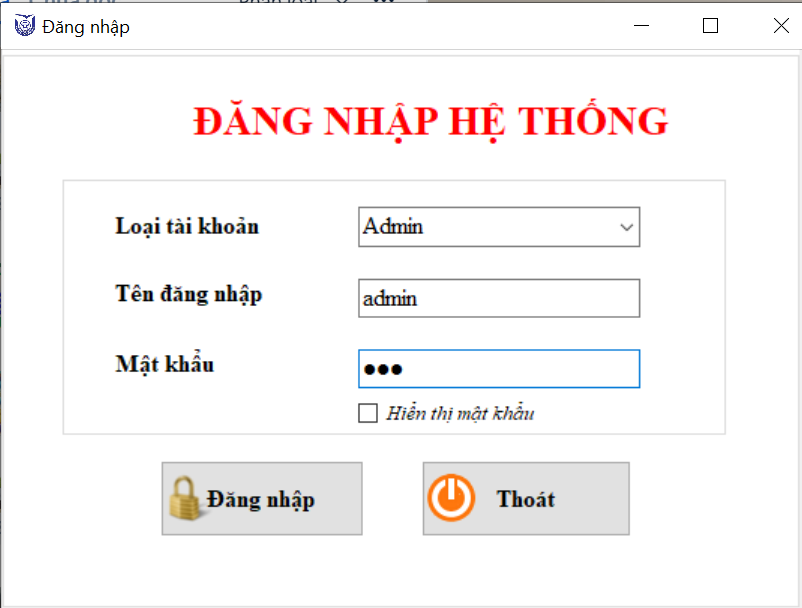 Đăng nhập
ĐĂNG NHẬP HỆ THỐNG
Loại tài khoản
Admin
Tên đăng nhập
admin
Mật khẩu
●●●
Hiển thị mật khẩu
Đăng nhập
Thoát